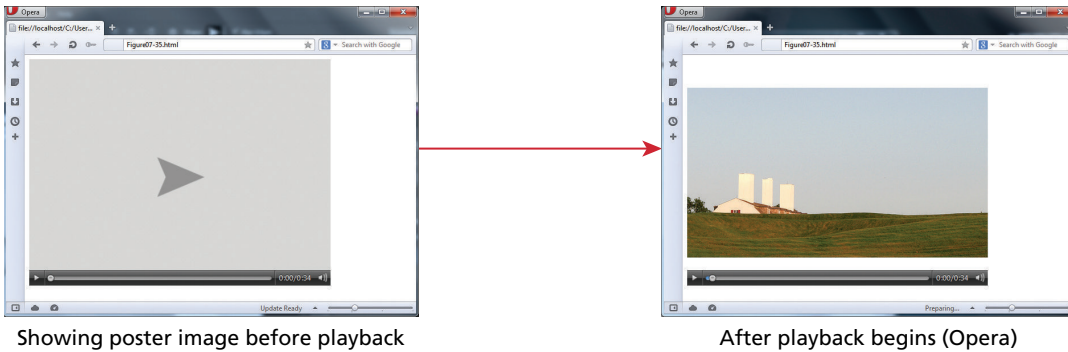 Opera
file://localhost/C:/User... × +
Figure07-35.html
8 Search with Google
0:00/0:34
Update Ready
Showing poster image before playback
Opera
file://localhost/C:/User... × +
Figure07-35.html
8 Search with Google
0:00/0:34
Preparing...
After playback begins (Opera)